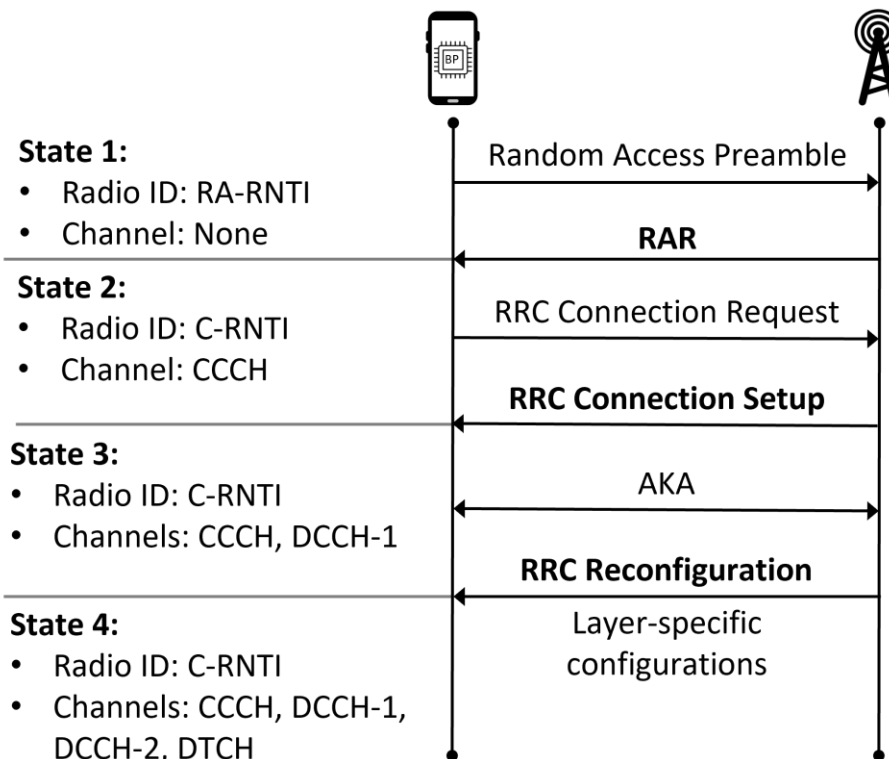 BP
State 1:
• Radio ID: RA-RNTI
• Channel: None
Random Access Preamble
RAR
State 2:
• Radio ID: C-RNTI
• Channel: CCCH
RRC Connection Request
RRC Connection Setup
State 3:
• Radio ID: C-RNTI
• Channels: CCCH, DCCH-1
AKA
RRC Reconfiguration
Layer-specific
configurations
State 4:
• Radio ID: C-RNTI
• Channels: CCCH, DCCH-1,
DCCH-2, DTCH